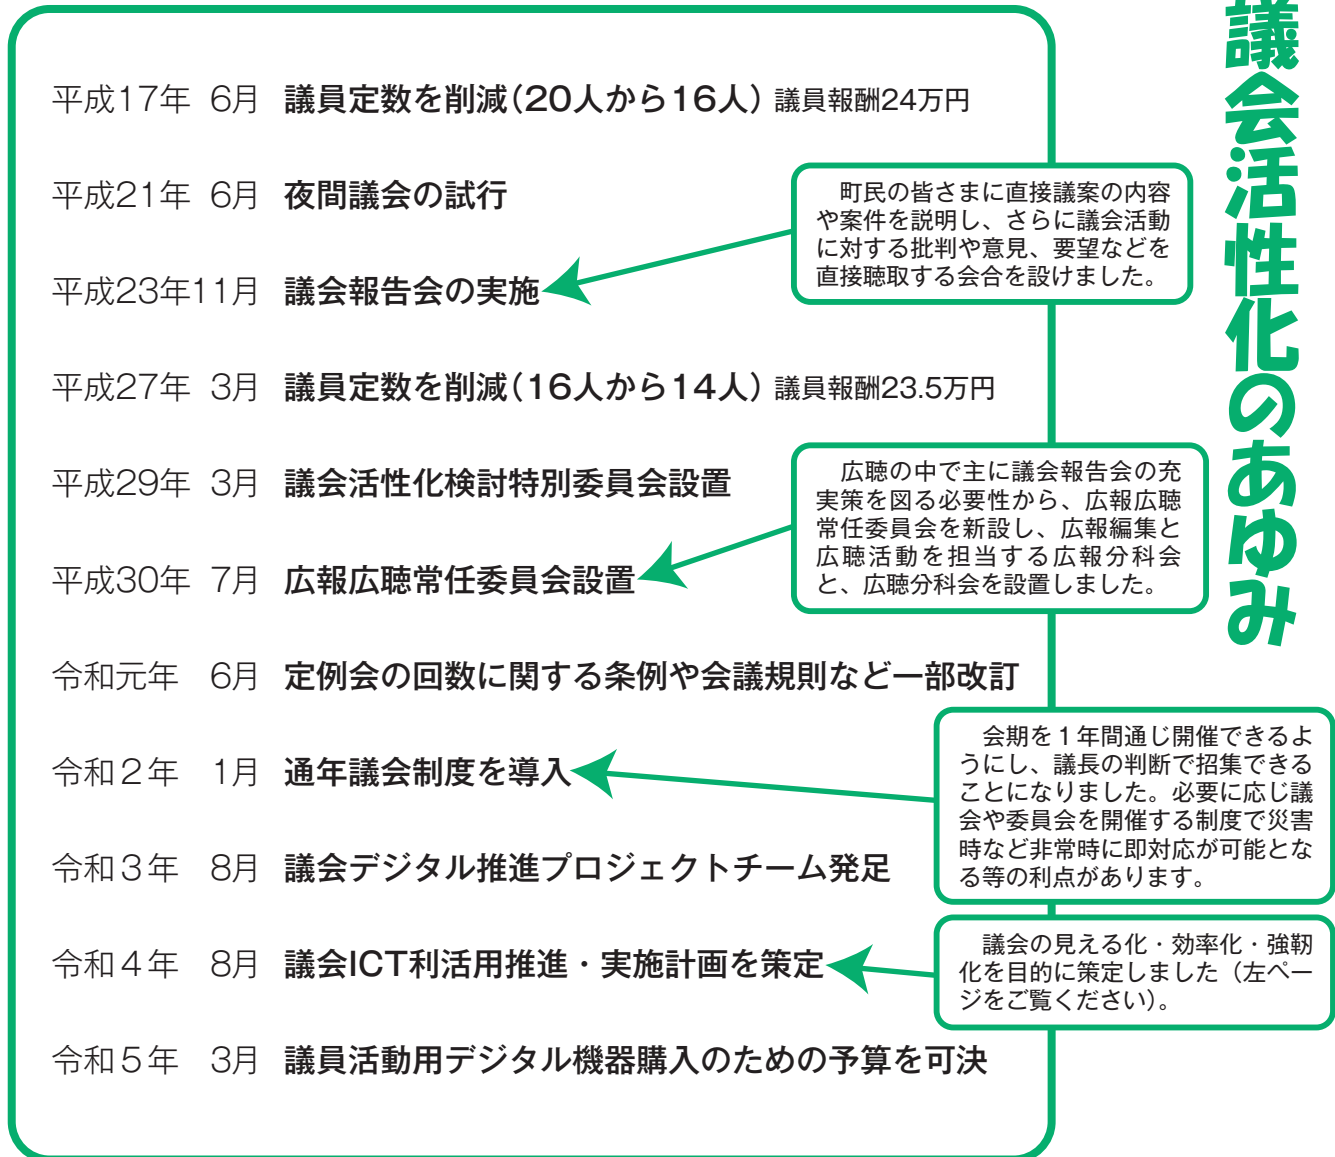 議会活性化のあゆみ
平成17年 6月 議員定数を削減(20人から16人) 議員報酬24万円
平成21年 6月 夜間議会の試行
町民の皆さまに直接議案の内容
や案件を説明し、さらに議会活動
に対する批判や意見、要望などを
直接聴取する会合を設けました。
平成23年11月 議会報告会の実施
平成27年 3月 議員定数を削減(16人から14人) 議員報酬23.5万円
平成29年 3月 議会活性化検討特別委員会設置
広聴の中で主に議会報告会の充
実策を図る必要性から、広報広聴
常任委員会を新設し、広報編集と
広聴活動を担当する広報分科会
と、広聴分科会を設置しました。
平成30年 7月 広報広聴常任委員会設置
令和元年 6月 定例会の回数に関する条例や会議規則など一部改訂
令和2年 1月 通年議会制度を導入
会期を1年間通じ開催できるよ
うにし、議長の判断で招集できる
ことになりました。必要に応じ議
会や委員会を開催する制度で災害
時など非常時に即対応が可能とな
る等の利点があります。
令和3年 8月 議会デジタル推進プロジェクトチーム発足
令和4年 8月 議会ICT利活用推進・実施計画を策定
議会の見える化・効率化・強靭
化を目的に策定しました(左ペー
ジをご覧ください)。
令和5年 3月 議員活動用デジタル機器購入のための予算を可決